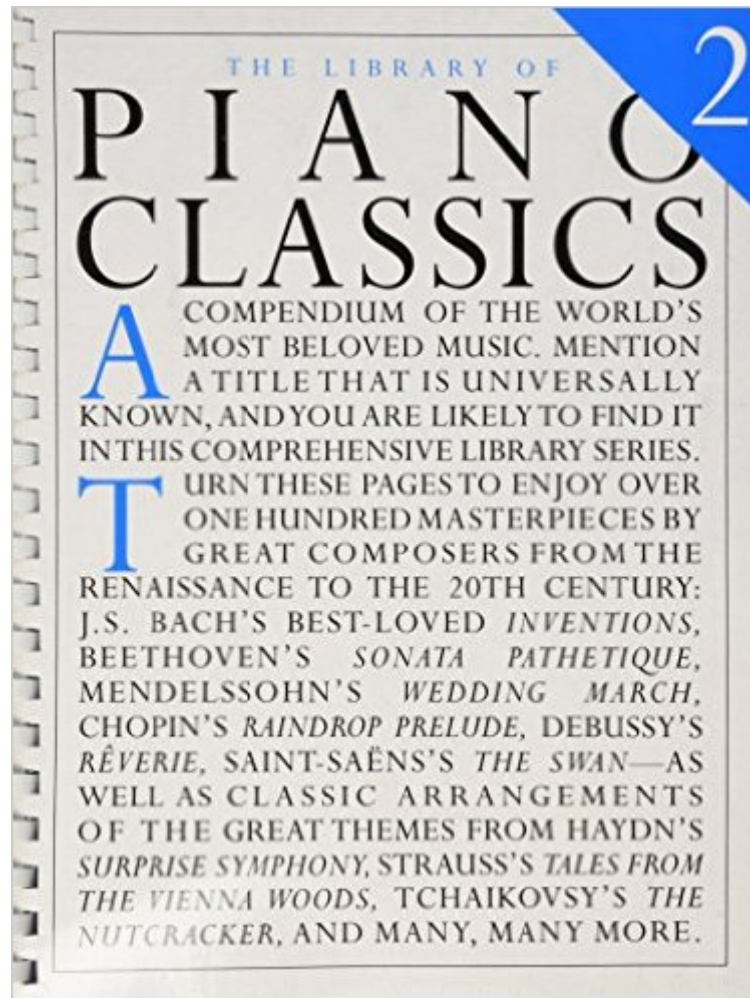 2
THE LIBRARY OF
PIANO
CLASSICS
A COMPENDIUM OF THE WORLD'S
MOST BELOVED MUSIC. MENTION
A TITLE THAT IS UNIVERSALLY
KNOWN, AND YOU ARE LIKELY TO FIND IT
IN THIS COMPREHENSIVE LIBRARY SERIES.
TURN THESE PAGES TO ENJOY OVER
ONE HUNDRED MASTERPIECES BY
GREAT COMPOSERS FROM THE
RENAISSANCE TO THE 20TH CENTURY:
J.S. BACH'S BEST-LOVED INVENTIONS,
BEETHOVEN'S SONATA PATHETIQUE,
MENDELSSOHN'S WEDDING MARCH,
CHOPIN'S RAINDROP PRELUDE, DEBUSSY'S
RÊVERIE, SAINT-SAËNS'S THE SWAN—AS
WELL AS CLASSIC ARRANGEMENTS
OF THE GREAT THEMES FROM HAYDN'S
SURPRISE SYMPHONY, STRAUSS'S TALES FROM
THE VIENNA WOODS, TCHAIKOVSY'S THE
NUTCRACKER, AND MANY, MANY MORE.